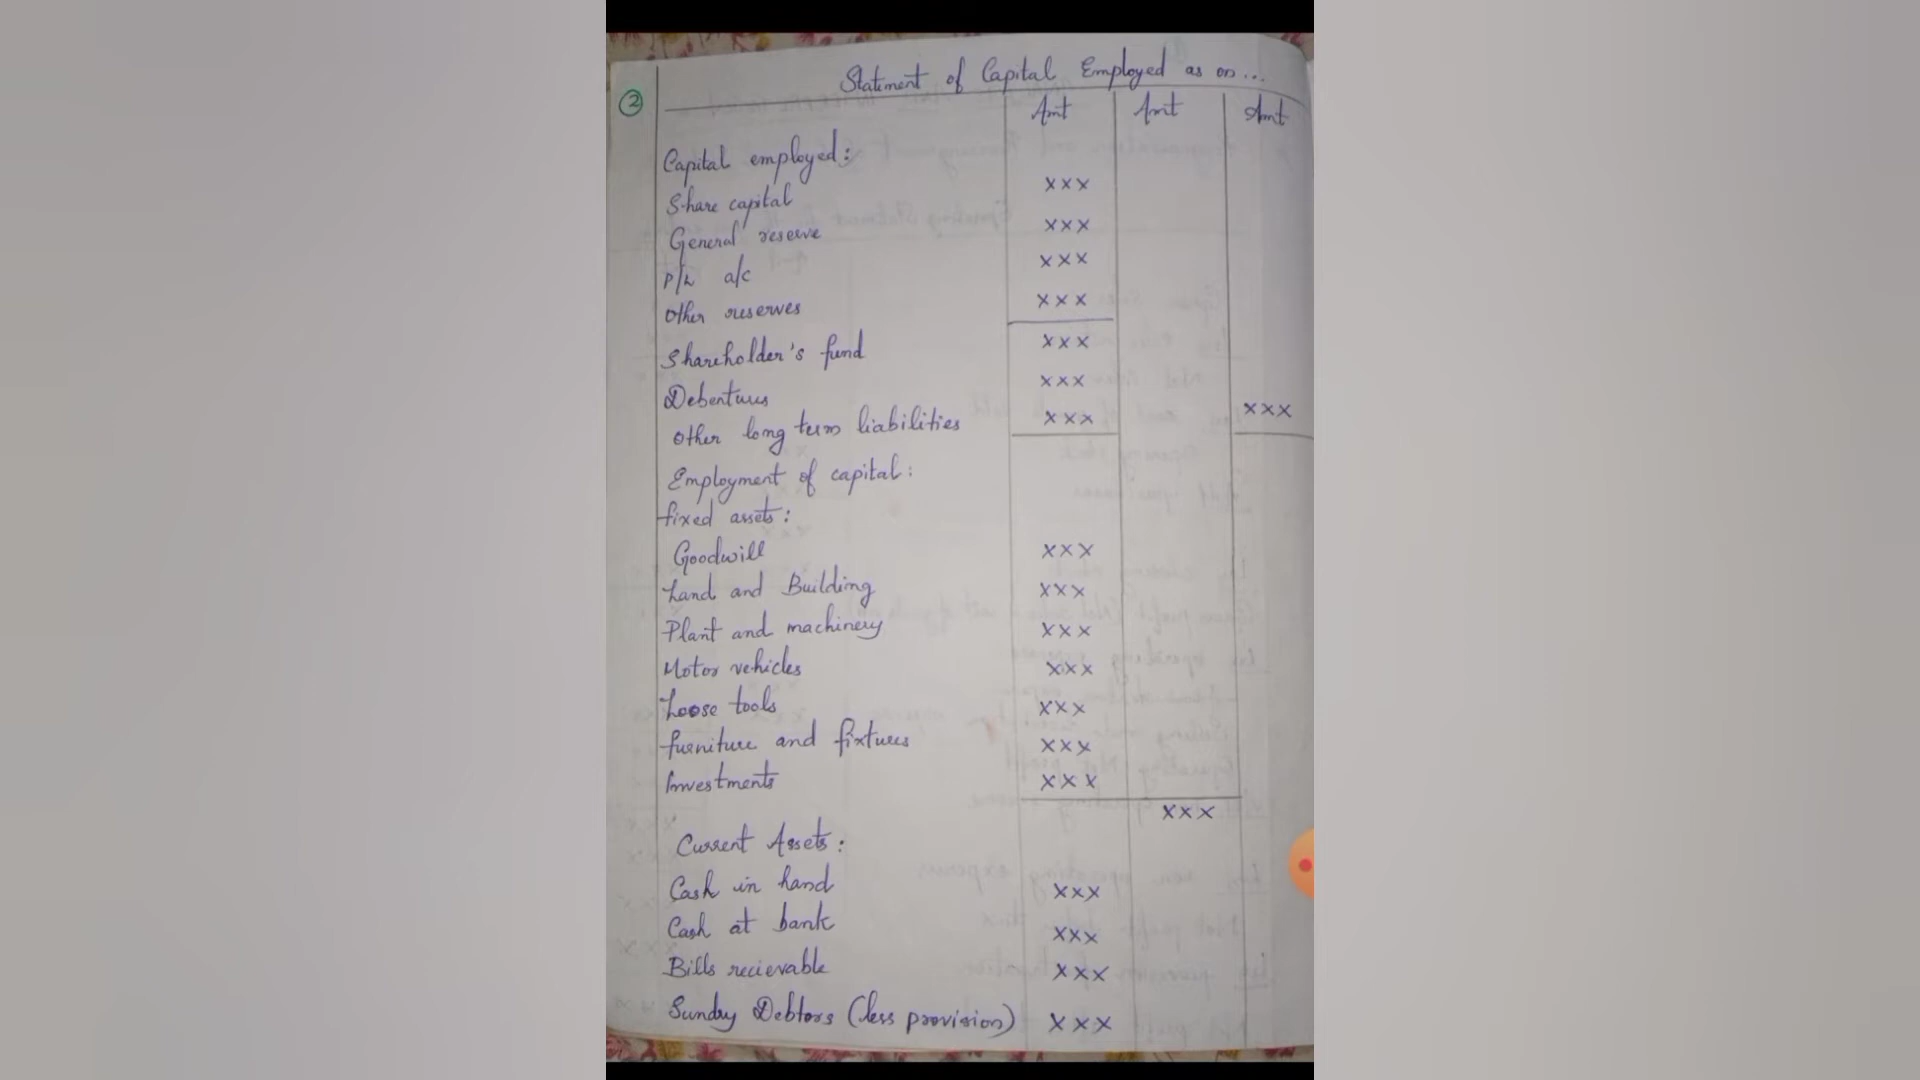 Statement of Capital Employed as on...
2
Amt Amt Amt
Capital employed:
Share capital xxx
General reserve xxx
P/L a/c xxx
Other reserves xxx
Shareholder's fund xxx
Debentures xxx
Other long term liabilities xxx xxx
Employment of capital:
fixed assets:
Goodwill xxx
Land and Building xxx
Plant and machinery xxx
Motor vehicles xxx
Loose tools xxx
furniture and fixtures xxx
Investments xxx
xxx
Current Assets:
Cash in hand xxx
Cash at bank xxx
Bills recievable xxx
Sundry Debtors (less provision) xxx